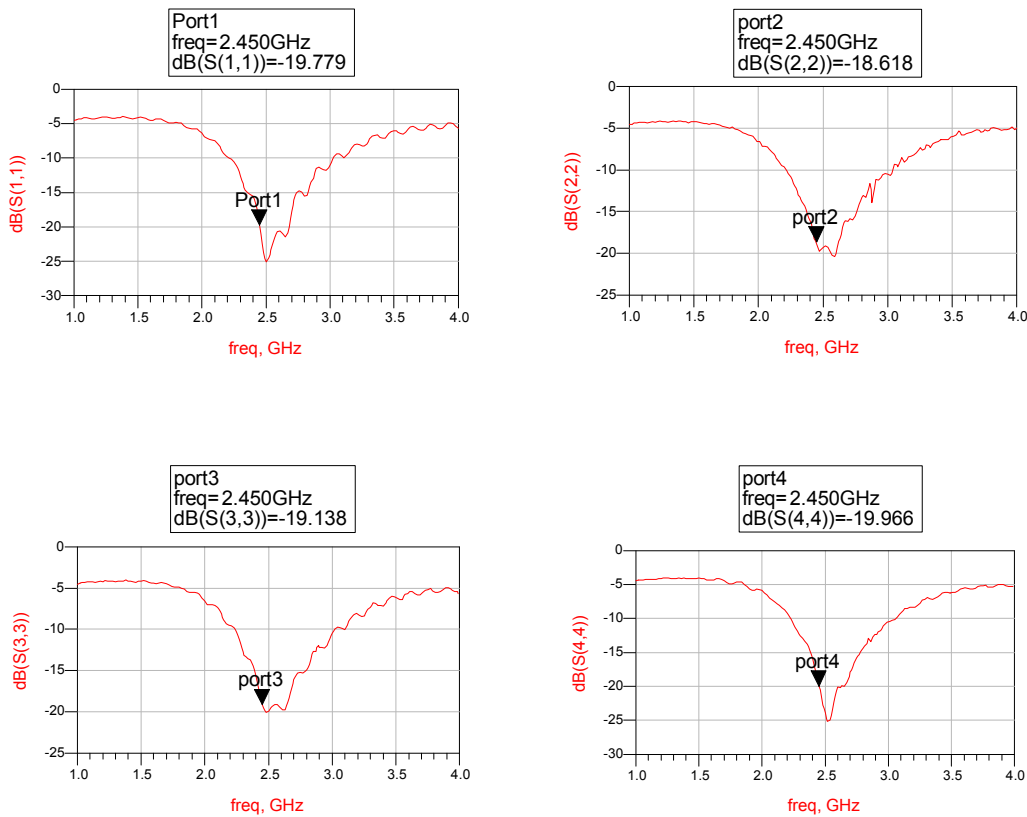 Port1
freq=2.450GHz
dB(S(1,1))=-19.779
0
-5
-10
-15
-20
-25
-30
dB(S(1,1))
Port1
1.0 1.5 2.0 2.5 3.0 3.5 4.0
freq, GHz
port2
freq=2.450GHz
dB(S(2,2))=-18.618
0
-5
-10
-15
-20
-25
dB(S(2,2))
port2
1.0 1.5 2.0 2.5 3.0 3.5 4.0
freq, GHz
port3
freq=2.450GHz
dB(S(3,3))=-19.138
0
-5
-10
-15
-20
-25
dB(S(3,3))
port3
1.0 1.5 2.0 2.5 3.0 3.5 4.0
freq, GHz
port4
freq=2.450GHz
dB(S(4,4))=-19.966
0
-5
-10
-15
-20
-25
-30
dB(S(4,4))
port4
1.0 1.5 2.0 2.5 3.0 3.5 4.0
freq, GHz